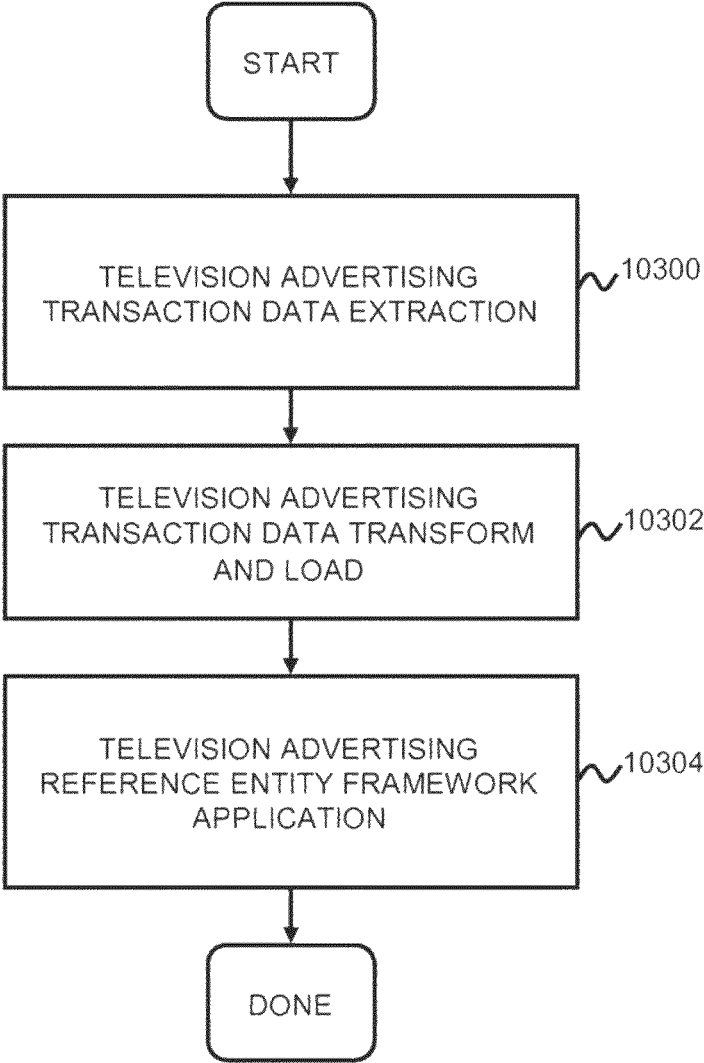 START
TELEVISION ADVERTISING
TRANSACTION DATA EXTRACTION
10300
TELEVISION ADVERTISING
TRANSACTION DATA TRANSFORM
AND LOAD
10302
TELEVISION ADVERTISING
REFERENCE ENTITY FRAMEWORK
APPLICATION
10304
DONE